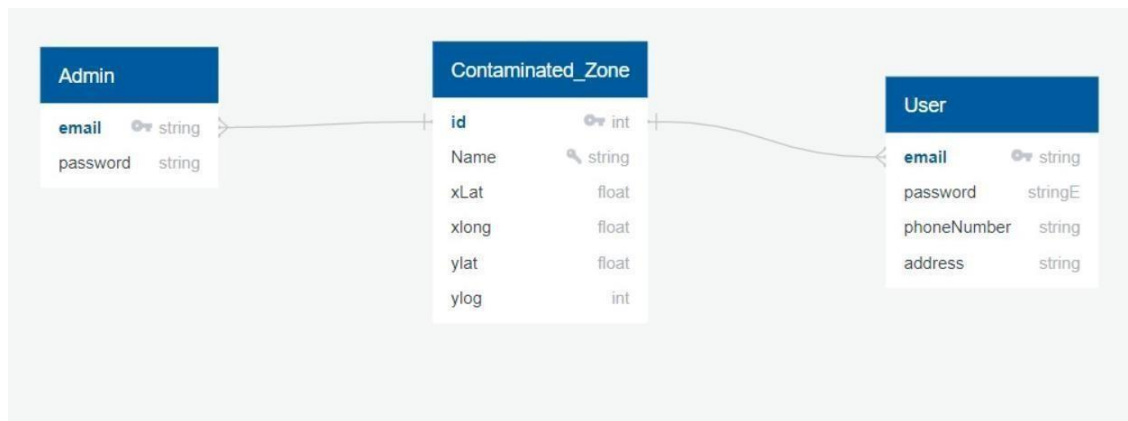 Admin
email string
password string
Contaminated_Zone
id int
Name string
xLat float
xlong float
ylat float
ylog int
User
email string
password stringE
phoneNumber string
address string